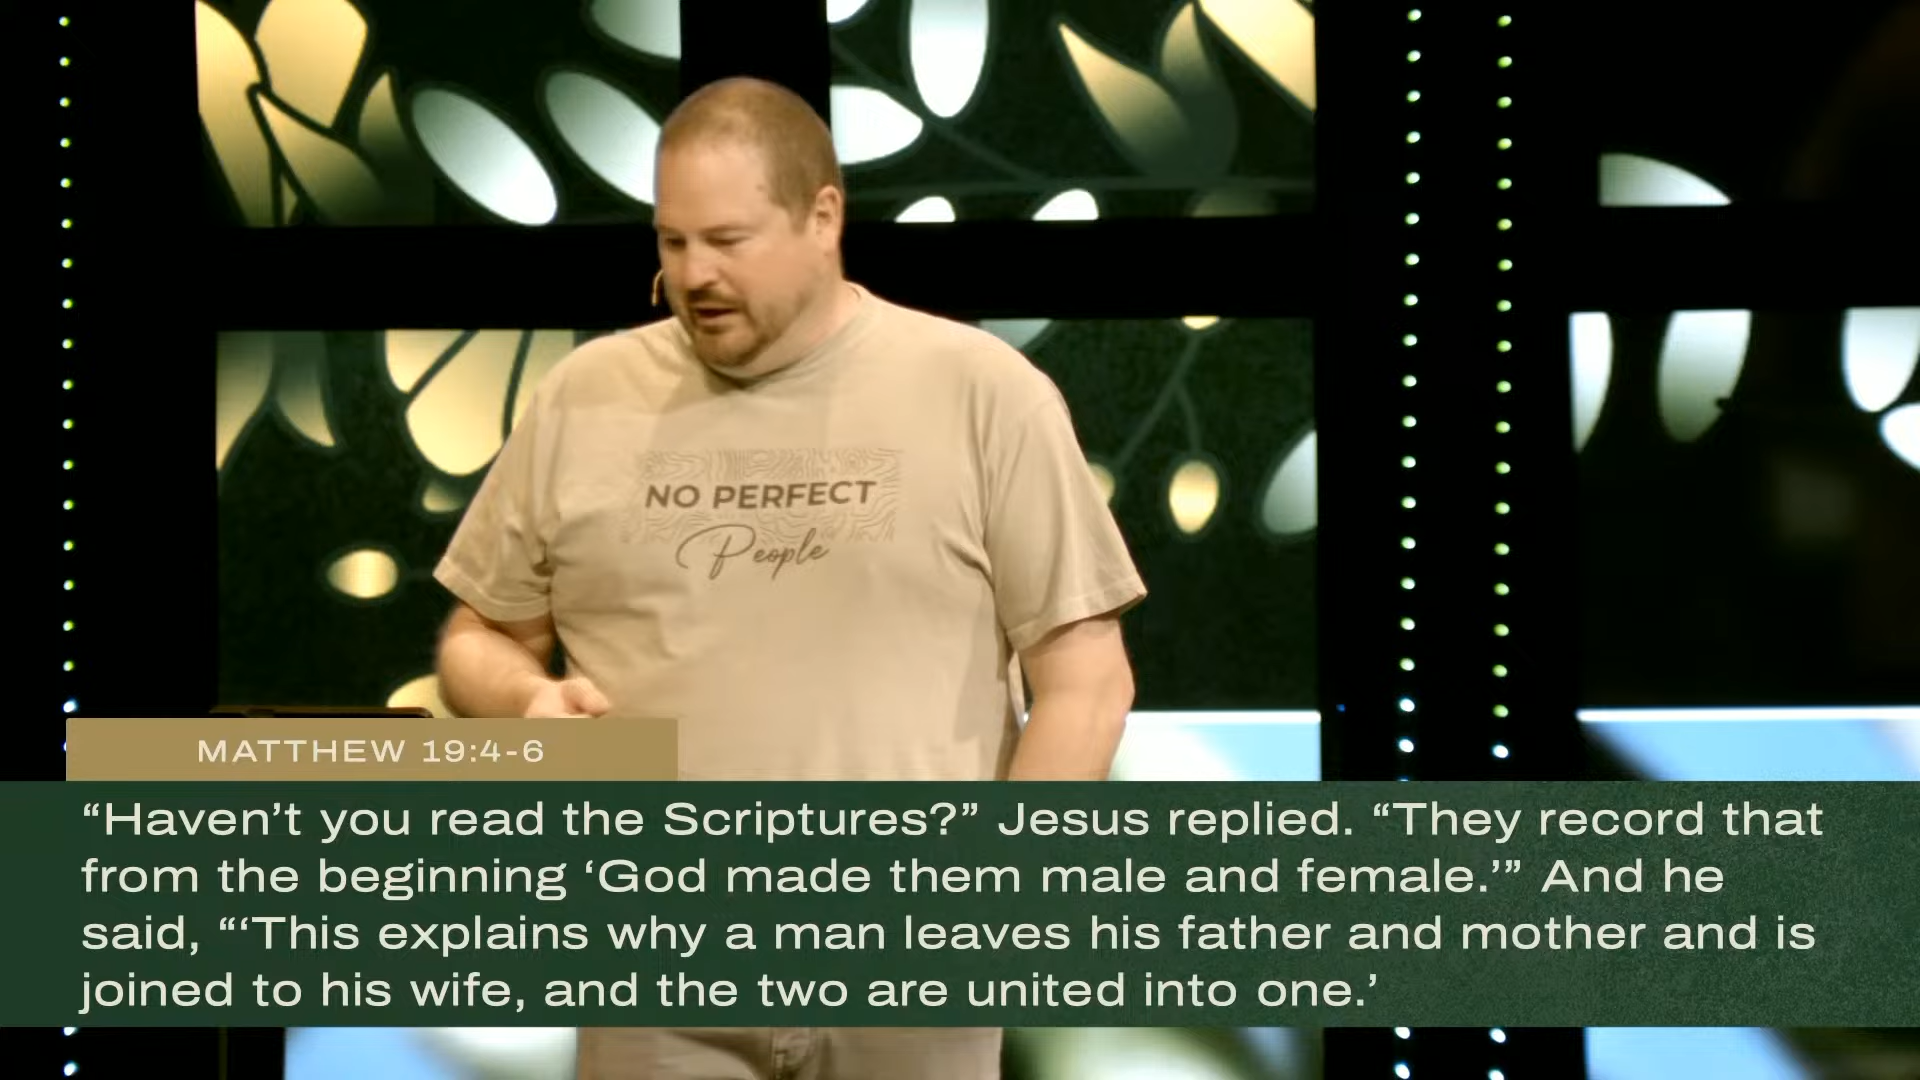 NO PERFECT
People
MATTHEW 19:4-6
“Haven’t you read the Scriptures?” Jesus replied. “They record that
from the beginning ‘God made them male and female.’” And he
said, “‘This explains why a man leaves his father and mother and is
joined to his wife, and the two are united into one.’